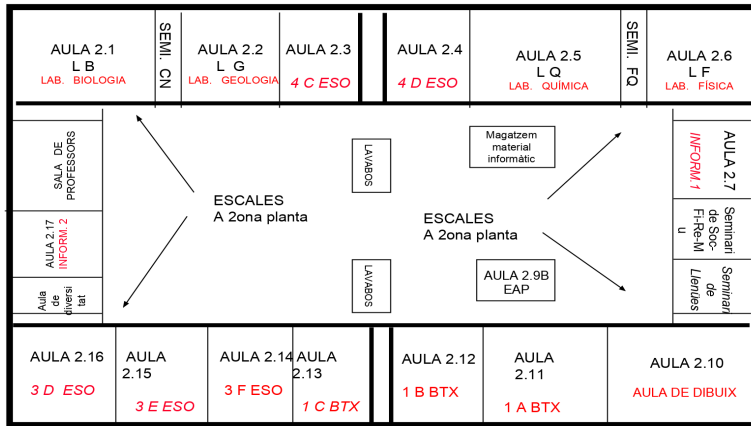 AULA 2.1
L B
LAB. BIOLOGIA
SEMI. CN
AULA 2.2
L G
LAB. GEOLOGIA
AULA 2.3
4 C ESO
AULA 2.4
4 D ESO
AULA 2.5
L Q
LAB. QUÍMICA
SEMI. FQ
AULA 2.6
L F
LAB. FÍSICA
SALA DE
PROFESSORS
LAVABOS
Magatzem
material
informàtic
AULA 2.7
INFORM.1
ESCALES
A 2ona planta
ESCALES
A 2ona planta
AULA 2.17
INFORM. 2
Seminari
de Soc-
Fi-Re-M
u
Aula
de
diversi
tat
LAVABOS
AULA 2.9B
EAP
Seminari
de
Llenües
AULA 2.16
3 D ESO
AULA
2.15
3 E ESO
AULA 2.14
3 F ESO
AULA
2.13
1 C BTX
AULA 2.12
1 B BTX
AULA
2.11
1 A BTX
AULA 2.10
AULA DE DIBUIX